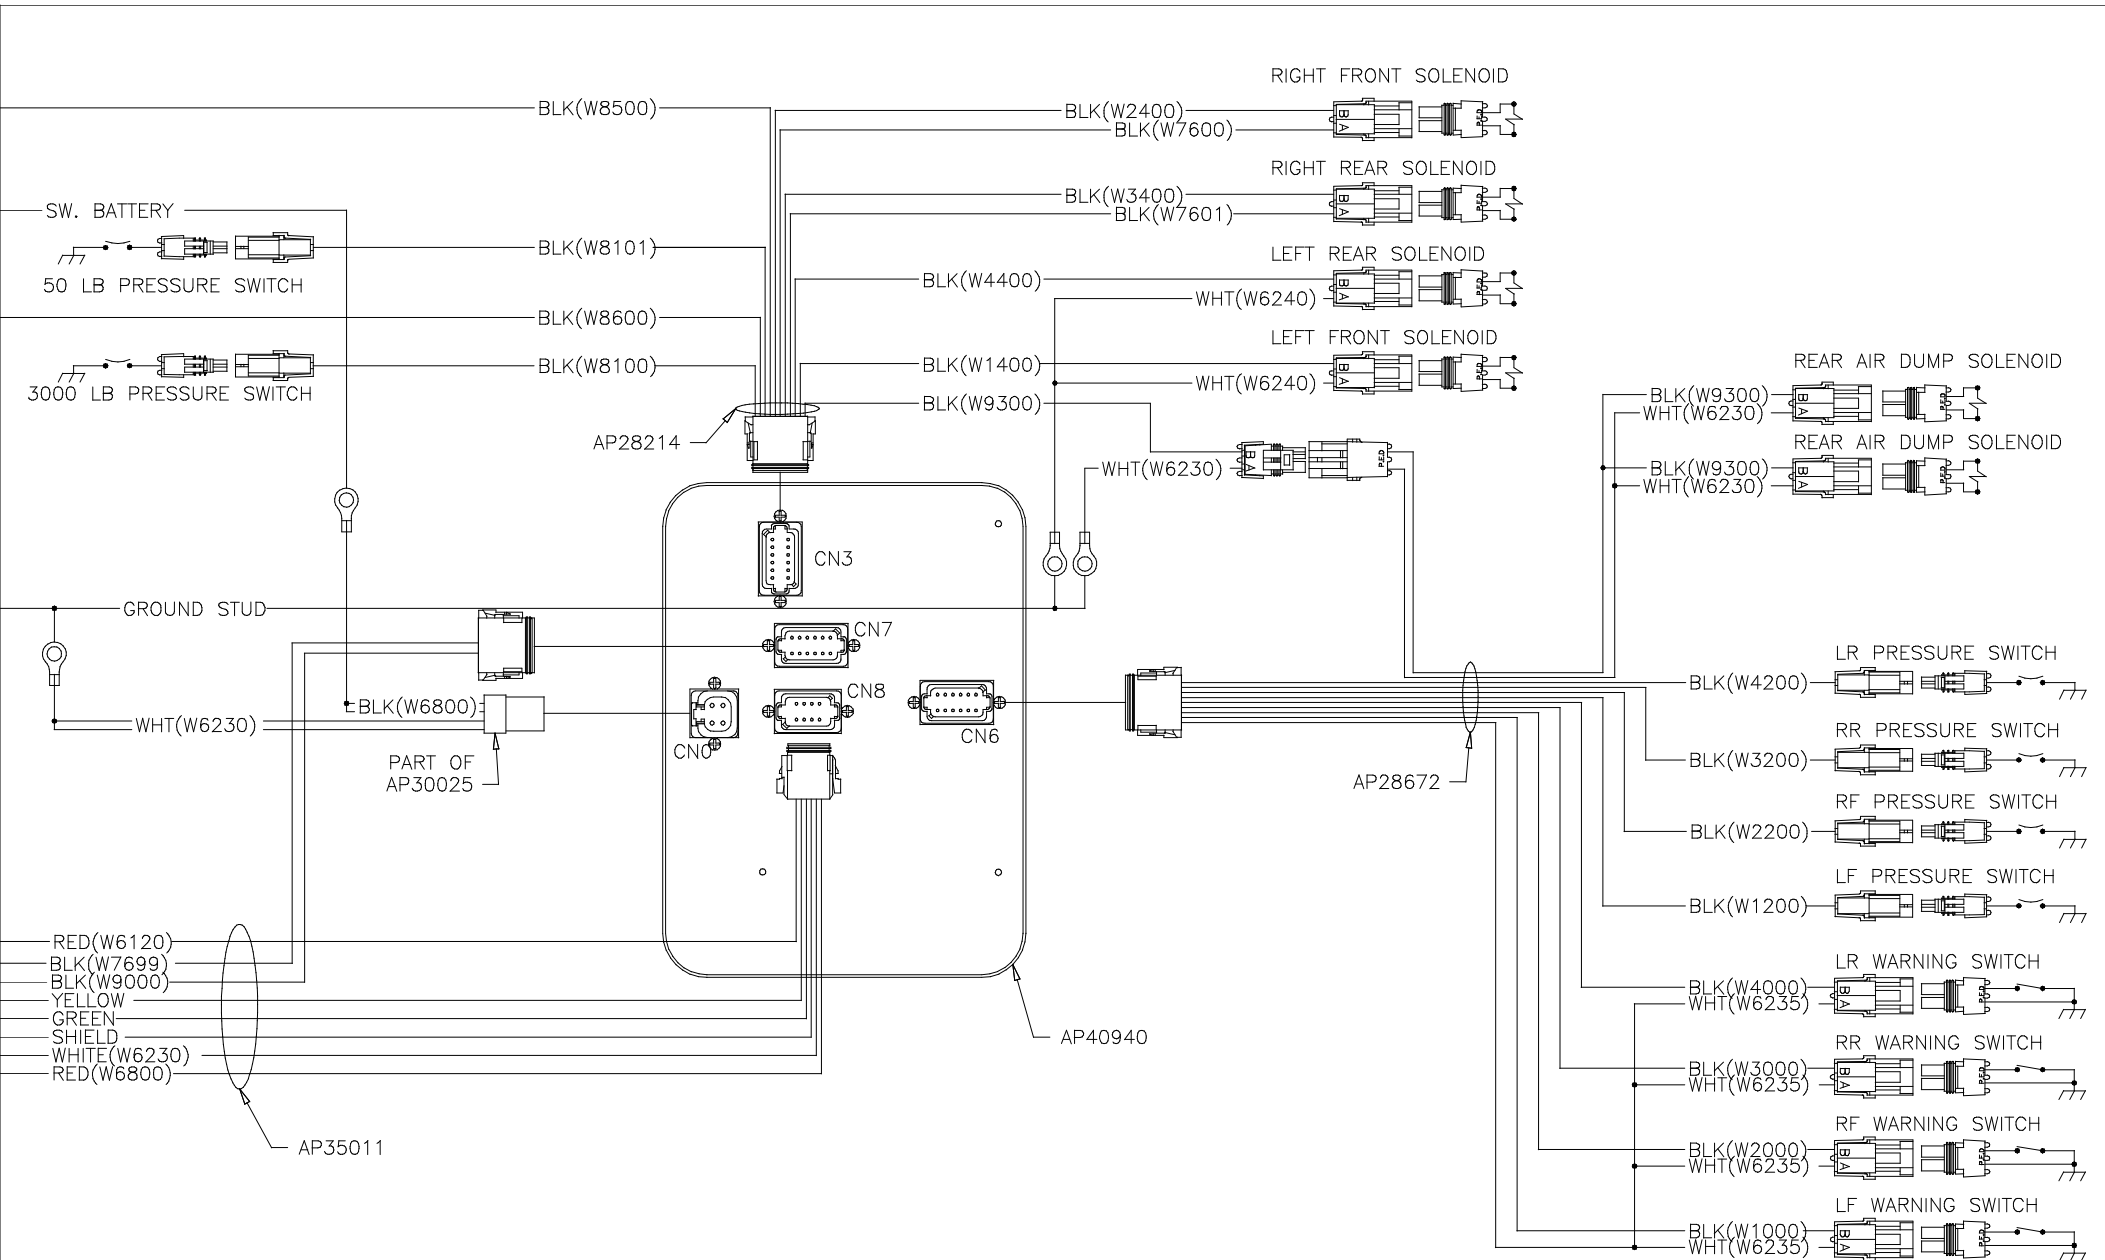 RIGHT FRONT SOLENOID
BLK(W8500)
BLK(W2400)
BLK(W7600)
B
A
P.E.D
RIGHT REAR SOLENOID
BLK(W3400)
BLK(W7601)
B
A
P.E.D
SW. BATTERY
BLK(W8101)
50 LB PRESSURE SWITCH
LEFT REAR SOLENOID
BLK(W4400)
WHT(W6240)
B
A
P.E.D
BLK(W8600)
LEFT FRONT SOLENOID
BLK(W8100)
BLK(W1400)
WHT(W6240)
B
A
P.E.D
3000 LB PRESSURE SWITCH
BLK(W9300)
AP28214
WHT(W6230)
B
A
P.E.D
REAR AIR DUMP SOLENOID
BLK(W9300)
WHT(W6230)
B
A
P.E.D
REAR AIR DUMP SOLENOID
BLK(W9300)
WHT(W6230)
B
A
P.E.D
CN3
GROUND STUD
CN7
CN8
BLK(W6800)
WHT(W6230)
CN0
CN6
PART OF
AP30025
AP28672
LR PRESSURE SWITCH
BLK(W4200)
RR PRESSURE SWITCH
BLK(W3200)
RF PRESSURE SWITCH
BLK(W2200)
LF PRESSURE SWITCH
BLK(W1200)
RED(W6120)
BLK(W7699)
BLK(W9000)
YELLOW
GREEN
SHIELD
WHITE(W6230)
RED(W6800)
AP35011
AP40940
LR WARNING SWITCH
BLK(W4000)
WHT(W6235)
B
A
P.E.D
RR WARNING SWITCH
BLK(W3000)
WHT(W6235)
B
A
P.E.D
RF WARNING SWITCH
BLK(W2000)
WHT(W6235)
B
A
P.E.D
LF WARNING SWITCH
BLK(W1000)
WHT(W6235)
B
A
P.E.D